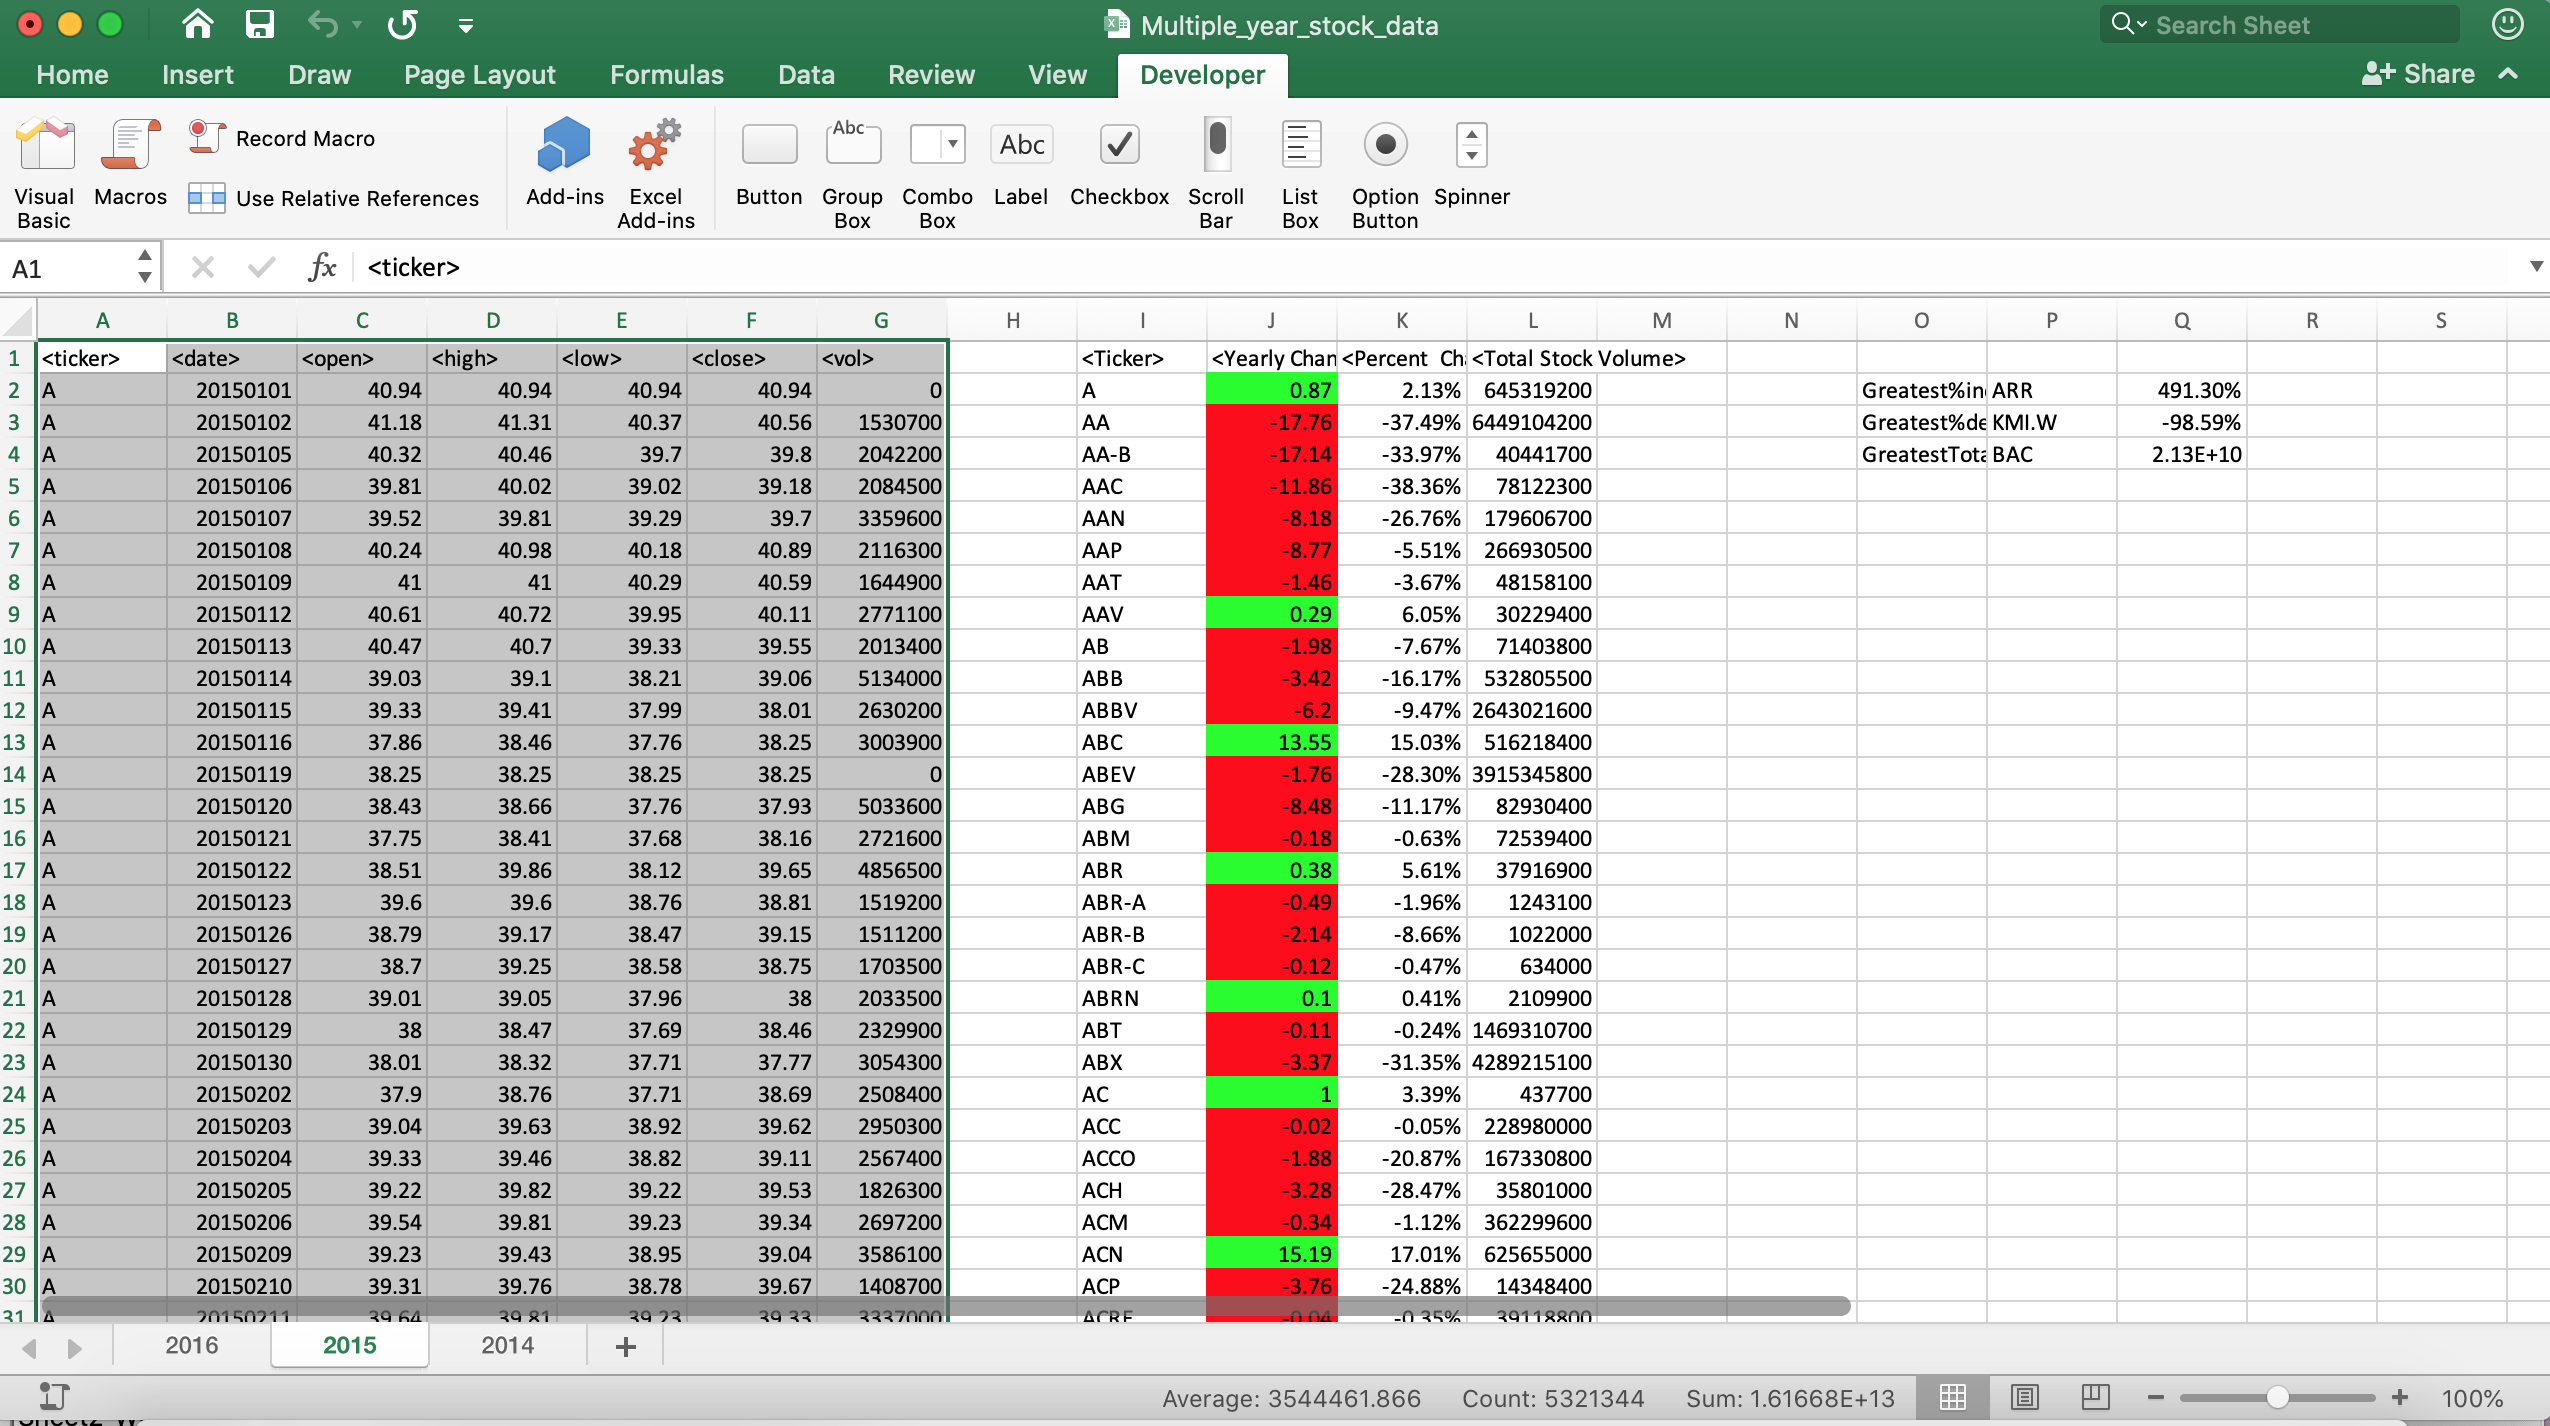 Multiple_year_stock_data
Search Sheet
Home Insert Draw Page Layout Formulas Data Review View Developer Share
Visual Basic
Macros
Record Macro
Use Relative References
Add-ins
Excel Add-ins
Button
Group Box
Combo Box
Label
Checkbox
Scroll Bar
List Box
Option Button
Spinner
Abc
Abc
A1 fx <ticker>
A B C D E F G H I J K L M N O P Q R S
1 <ticker> <date> <open> <high> <low> <close> <vol> <Ticker> <Yearly Chan <Percent Ch <Total Stock Volume>
2 A 20150101 40.94 40.94 40.94 40.94 0 A 0.87 2.13% 645319200 Greatest%in ARR 491.30%
3 A 20150102 41.18 41.31 40.37 40.56 1530700 AA -17.76 -37.49% 6449104200 Greatest%de KMI.W -98.59%
4 A 20150105 40.32 40.46 39.7 39.8 2042200 AA-B -17.14 -33.97% 40441700 GreatestTota BAC 2.13E+10
5 A 20150106 39.81 40.02 39.02 39.18 2084500 AAC -11.86 -38.36% 78122300
6 A 20150107 39.52 39.81 39.29 39.7 3359600 AAN -8.18 -26.76% 179606700
7 A 20150108 40.24 40.98 40.18 40.89 2116300 AAP -8.77 -5.51% 266930500
8 A 20150109 41 41 40.29 40.59 1644900 AAT -1.46 -3.67% 48158100
9 A 20150112 40.61 40.72 39.95 40.11 2771100 AAV 0.29 6.05% 30229400
10 A 20150113 40.47 40.7 39.33 39.55 2013400 AB -1.98 -7.67% 71403800
11 A 20150114 39.03 39.1 38.21 39.06 5134000 ABB -3.42 -16.17% 532805500
12 A 20150115 39.33 39.41 37.99 38.01 2630200 ABBV -6.2 -9.47% 2643021600
13 A 20150116 37.86 38.46 37.76 38.25 3003900 ABC 13.55 15.03% 516218400
14 A 20150119 38.25 38.25 38.25 38.25 0 ABEV -1.76 -28.30% 3915345800
15 A 20150120 38.43 38.66 37.76 37.93 5033600 ABG -8.48 -11.17% 82930400
16 A 20150121 37.75 38.41 37.68 38.16 2721600 ABM -0.18 -0.63% 72539400
17 A 20150122 38.51 39.86 38.12 39.65 4856500 ABR 0.38 5.61% 37916900
18 A 20150123 39.6 39.6 38.76 38.81 1519200 ABR-A -0.49 -1.96% 1243100
19 A 20150126 38.79 39.17 38.47 39.15 1511200 ABR-B -2.14 -8.66% 1022000
20 A 20150127 38.7 39.25 38.58 38.75 1703500 ABR-C -0.12 -0.47% 634000
21 A 20150128 39.01 39.05 37.96 38 2033500 ABRN 0.1 0.41% 2109900
22 A 20150129 38 38.47 37.69 38.46 2329900 ABT -0.11 -0.24% 1469310700
23 A 20150130 38.01 38.32 37.71 37.77 3054300 ABX -3.37 -31.35% 4289215100
24 A 20150202 37.9 38.76 37.71 38.69 2508400 AC 1 3.39% 437700
25 A 20150203 39.04 39.63 38.92 39.62 2950300 ACC -0.02 -0.05% 228980000
26 A 20150204 39.33 39.46 38.82 39.11 2567400 ACCO -1.88 -20.87% 167330800
27 A 20150205 39.22 39.82 39.22 39.53 1826300 ACH -3.28 -28.47% 35801000
28 A 20150206 39.54 39.81 39.23 39.34 2697200 ACM -0.34 -1.12% 362299600
29 A 20150209 39.23 39.43 38.95 39.04 3586100 ACN 15.19 17.01% 625655000
30 A 20150210 39.31 39.76 38.78 39.67 1408700 ACP -3.76 -24.88% 14348400
31 A 20150211 39.64 39.81 39.23 39.33 3337000 ACRE -0.04 -0.35% 39118800
2016 2015 2014
Average: 3544461.866 Count: 5321344 Sum: 1.61668E+13 100%